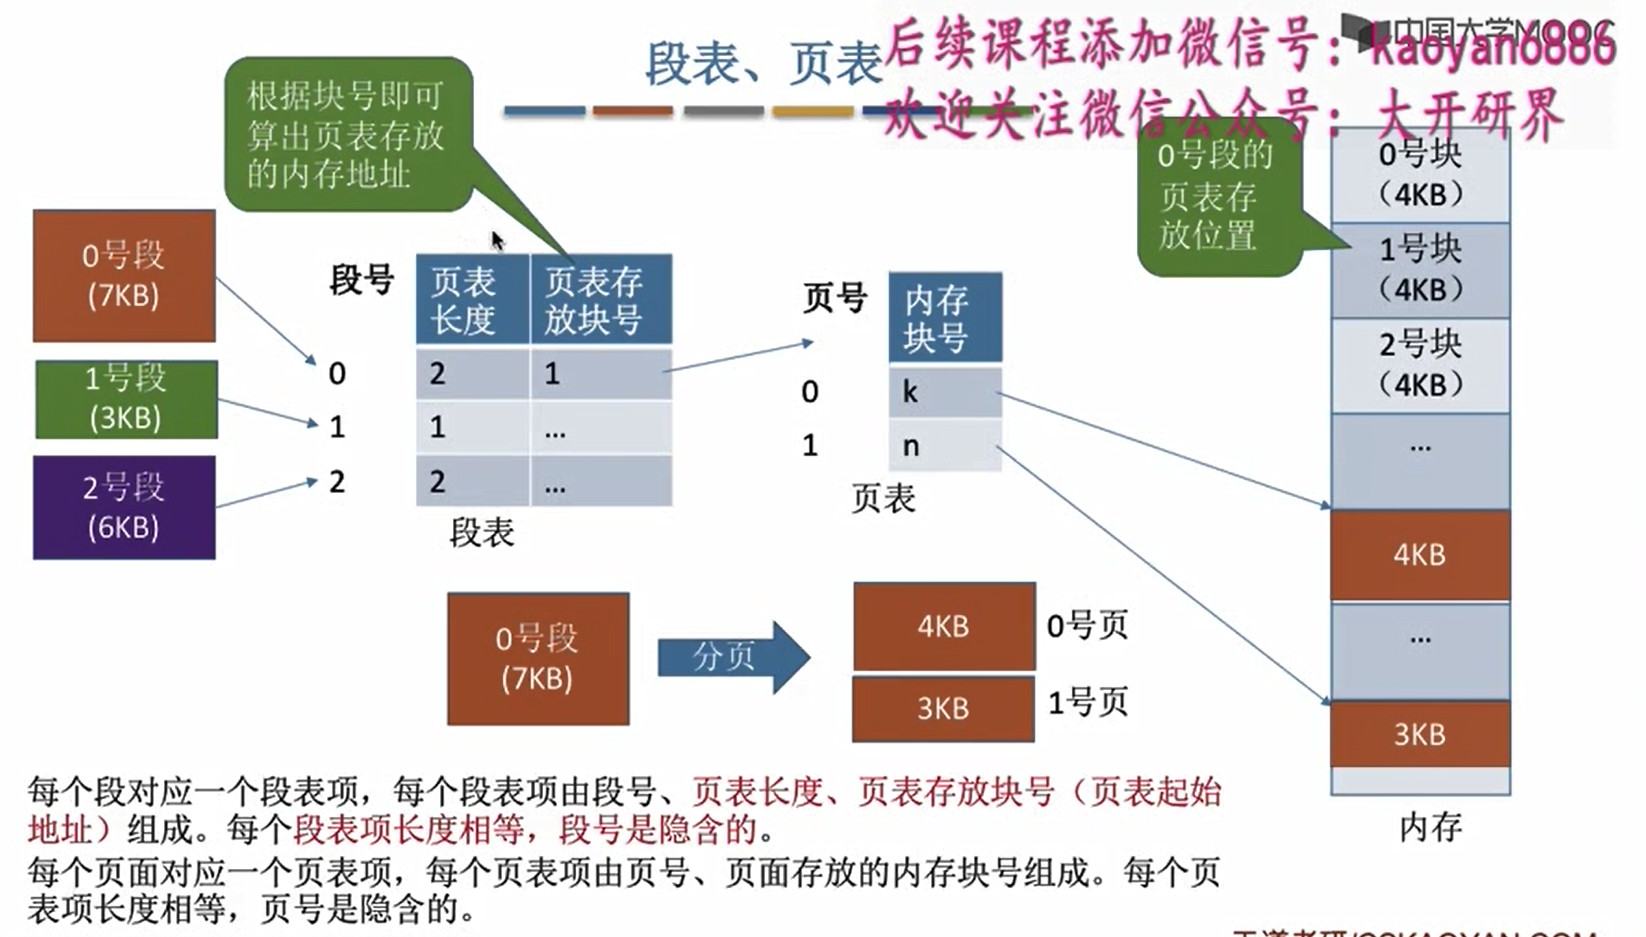 段表、页表
中国大学MOOC
后续课程添加微信号：kaoyan6886
欢迎关注微信公众号：大开研界
根据块号即可
算出页表存放
的内存地址
0号段的
页表存
放位置
0号段
(7KB)
1号段
(3KB)
2号段
(6KB)
段号
页表
长度
页表存
放块号
0
2
1
1
1
...
2
2
...
段表
页号
内存
块号
0
k
1
n
页表
0号块
（4KB）
1号块
（4KB）
2号块
（4KB）
...
4KB
...
3KB
内存
0号段
(7KB)
分页
4KB
0号页
3KB
1号页
每个段对应一个段表项，每个段表项由段号、页表长度、页表存放块号（页表起始
地址）组成。每个段表项长度相等，段号是隐含的。
每个页面对应一个页表项，每个页表项由页号、页面存放的内存块号组成。每个页
表项长度相等，页号是隐含的。